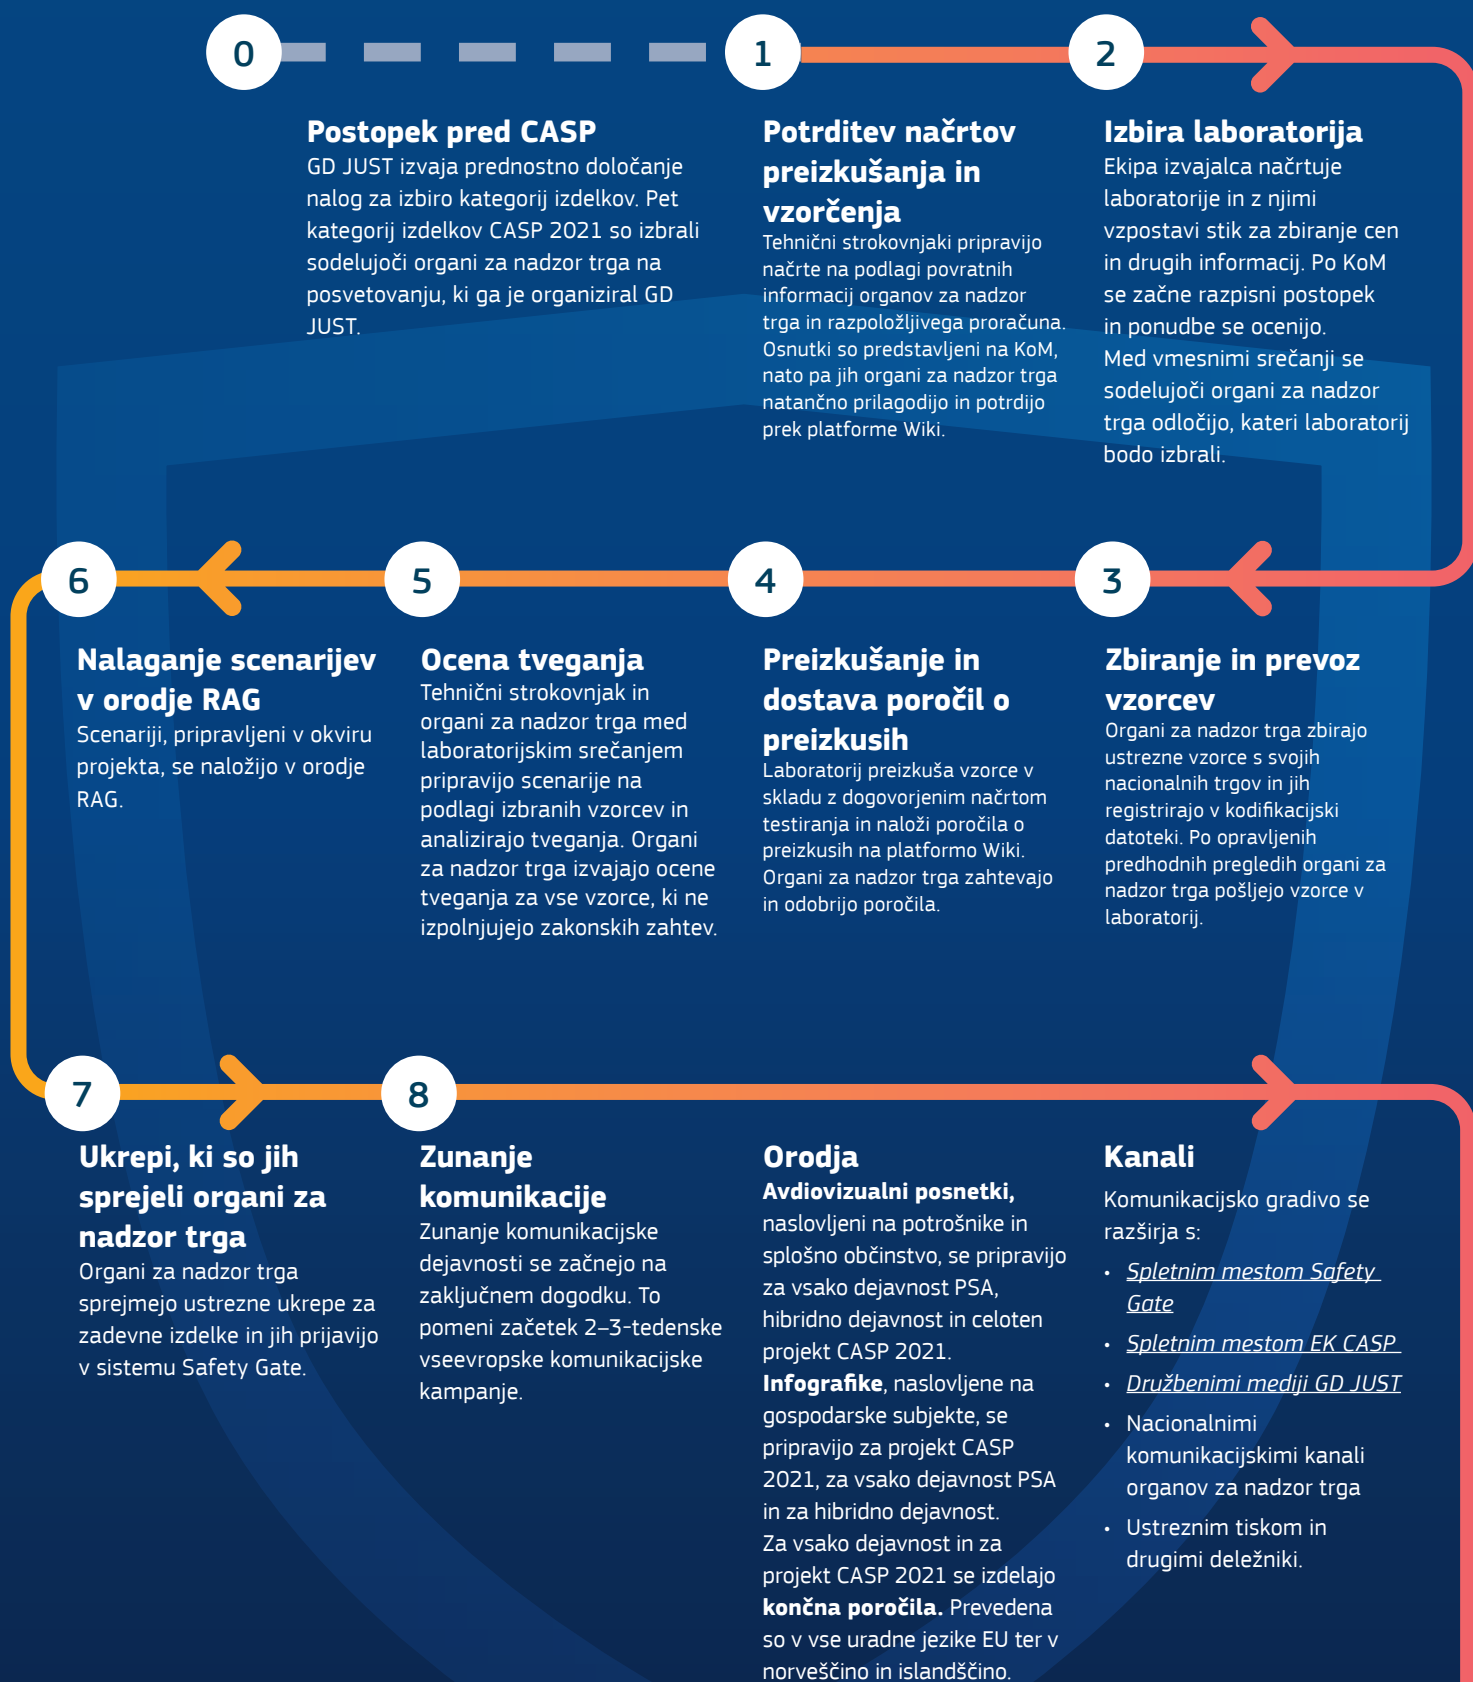 0
Postopek pred CASP
GD JUST izvaja prednostno določanje
nalog za izbiro kategorij izdelkov. Pet
kategorij izdelkov CASP 2021 so izbrali
sodelujoči organi za nadzor trga na
posvetovanju, ki ga je organiziral GD
JUST.
1
Potrditev načrtov
preizkušanja in
vzorčenja
Tehnični strokovnjaki pripravijo
načrte na podlagi povratnih
informacij organov za nadzor
trga in razpoložljivega proračuna.
Osnutki so predstavljeni na KoM,
nato pa jih organi za nadzor trga
natančno prilagodijo in potrdijo
prek platforme Wiki.
2
Izbira laboratorija
Ekipa izvajalca načrtuje
laboratorije in z njimi
vzpostavi stik za zbiranje cen
in drugih informacij. Po KoM
se začne razpisni postopek
in ponudbe se ocenijo.
Med vmesnimi srečanji se
sodelujoči organi za nadzor
trga odločijo, kateri laboratorij
bodo izbrali.
3
Zbiranje in prevoz
vzorcev
Organi za nadzor trga zbirajo
ustrezne vzorce s svojih
nacionalnih trgov in jih
registrirajo v kodifikacijski
datoteki. Po opravljenih
predhodnih pregledih organi za
nadzor trga pošljejo vzorce v
laboratorij.
4
Preizkušanje in
dostava poročil o
preizkusih
Laboratorij preizkuša vzorce v
skladu z dogovorjenim načrtom
testiranja in naloži poročila o
preizkusih na platformo Wiki.
Organi za nadzor trga zahtevajo
in odobrijo poročila.
5
Ocena tveganja
Tehnični strokovnjak in
organi za nadzor trga med
laboratorijskim srečanjem
pripravijo scenarije na
podlagi izbranih vzorcev in
analizirajo tveganja. Organi
za nadzor trga izvajajo ocene
tveganja za vse vzorce, ki ne
izpolnjujejo zakonskih zahtev.
6
Nalaganje scenarijev
v orodje RAG
Scenariji, pripravljeni v okviru
projekta, se naložijo v orodje
RAG.
7
Ukrepi, ki so jih
sprejeli organi za
nadzor trga
Organi za nadzor trga
sprejmejo ustrezne ukrepe za
zadevne izdelke in jih prijavijo
v sistemu Safety Gate.
8
Zunanje
komunikacije
Zunanje komunikacijske
dejavnosti se začnejo na
zaključnem dogodku. To
pomeni začetek 2–3-tedenske
vseevropske komunikacijske
kampanje.
Orodja
Avdiovizualni posnetki,
naslovljeni na potrošnike in
splošno občinstvo, se pripravijo
za vsako dejavnost PSA,
hibridno dejavnost in celoten
projekt CASP 2021.
Infografike, naslovljene na
gospodarske subjekte, se
pripravijo za projekt CASP
2021, za vsako dejavnost PSA
in za hibridno dejavnost.
Za vsako dejavnost in za
projekt CASP 2021 se izdelajo
končna poročila. Prevedena
so v vse uradne jezike EU ter v
norveščino in islandščino.
Kanali
Komunikacijsko gradivo se
razširja s:
• Spletnim mestom Safety
Gate
• Spletnim mestom EK CASP
• Družbenimi mediji GD JUST
• Nacionalnimi
komunikacijskimi kanali
organov za nadzor trga
• Ustreznim tiskom in
drugimi deležniki.